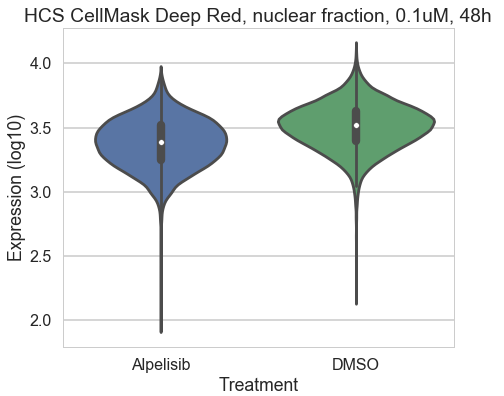 HCS CellMask Deep Red, nuclear fraction, 0.1uM, 48h
4.0
3.5
3.0
2.5
2.0
Expression (log10)
Alpelisib DMSO
Treatment